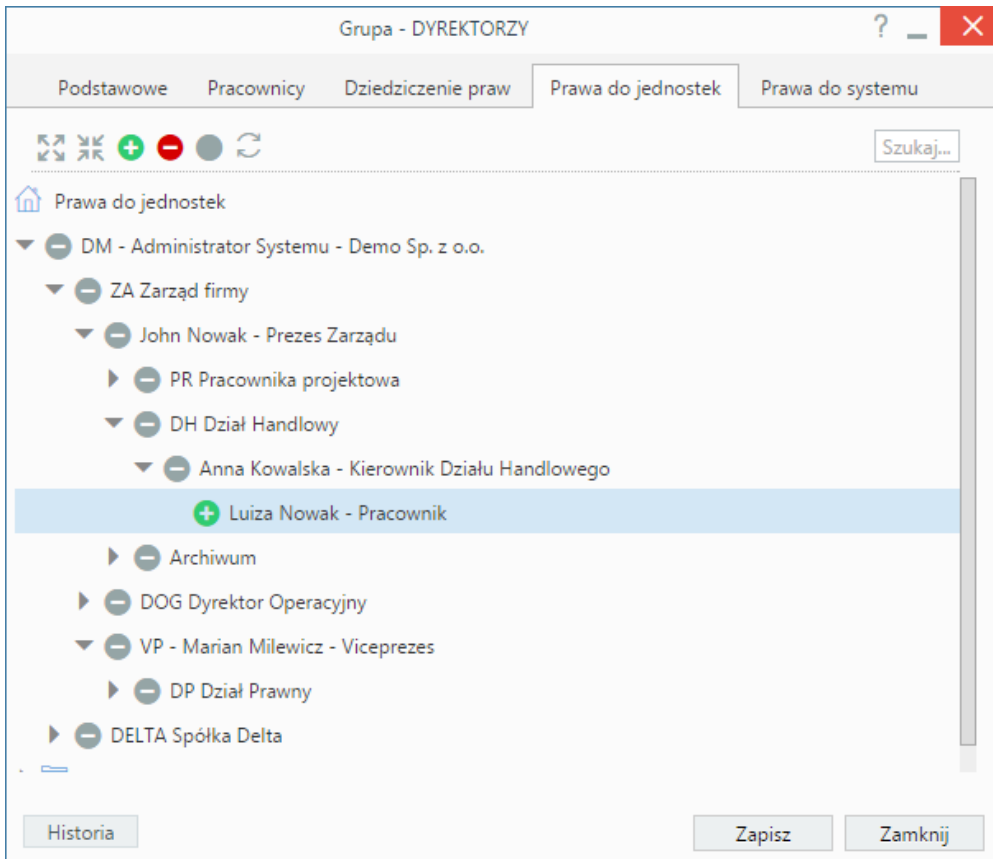 Grupa - DYREKTORZY
Podstawowe Pracownicy Dziedziczenie praw Prawa do jednostek Prawa do systemu
Szukaj...
Prawa do jednostek
DM - Administrator Systemu - Demo Sp. z o.o.
ZA Zarząd firmy
John Nowak - Prezes Zarządu
PR Pracownika projektowa
DH Dział Handlowy
Anna Kowalska - Kierownik Działu Handlowego
Luiza Nowak - Pracownik
Archiwum
DOG Dyrektor Operacyjny
VP - Marian Milewicz - Viceprezes
DP Dział Prawny
DELTA Spółka Delta
Historia Zapisz Zamknij